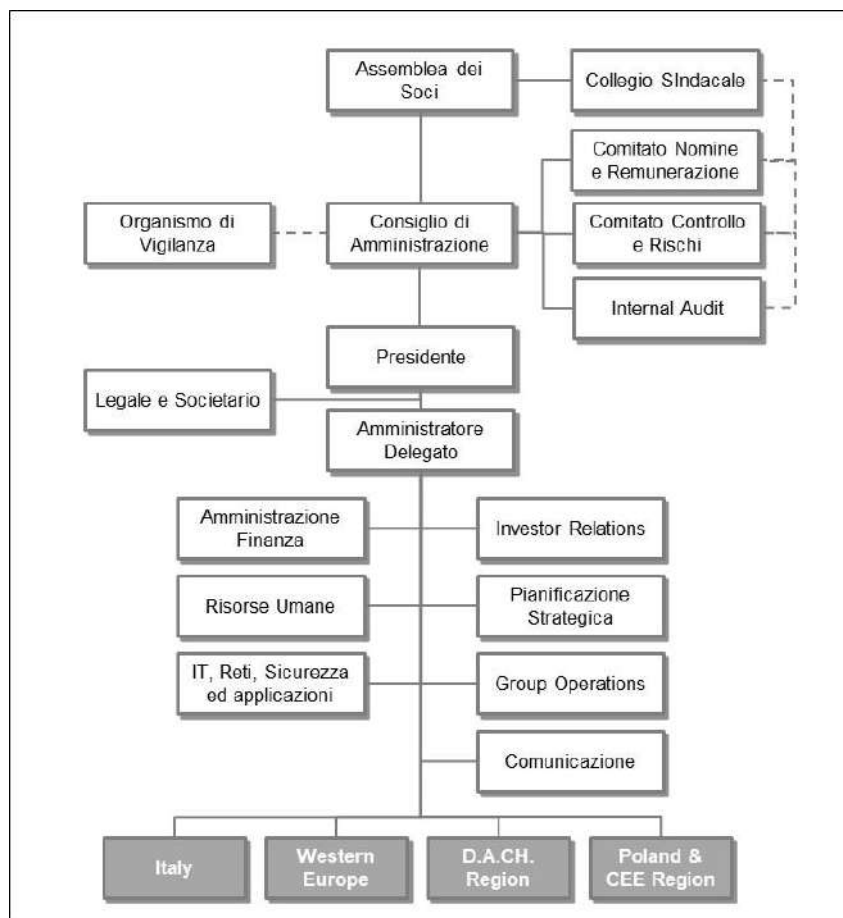 Assemblea dei
Soci
Collegio SIndacale
Comitato Nomine
e Remunerazione
Organismo di
Vigilanza
Consiglio di
Amministrazione
Comitato Controllo
e Rischi
Internal Audit
Presidente
Legale e Societario
Amministratore
Delegato
Amministrazione
Finanza
Investor Relations
Risorse Umane
Pianificazione
Strategica
IT, Reti, Sicurezza
ed applicazioni
Group Operations
Comunicazione
Italy
Western
Europe
D.A.CH.
Region
Poland &
CEE Region